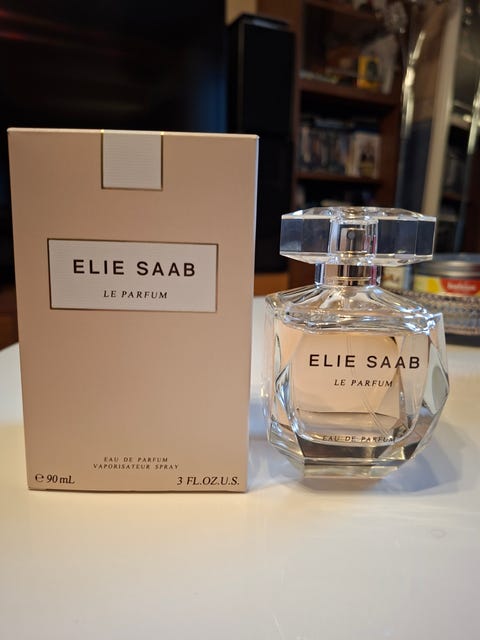 ELIE SAAB
LE PARFUM
EAU DE PARFUM
VAPORISATEUR SPRAY
℮ 90 mL
3 FL.OZ.U.S.
ELIE SAAB
LE PARFUM
EAU DE PARFUM